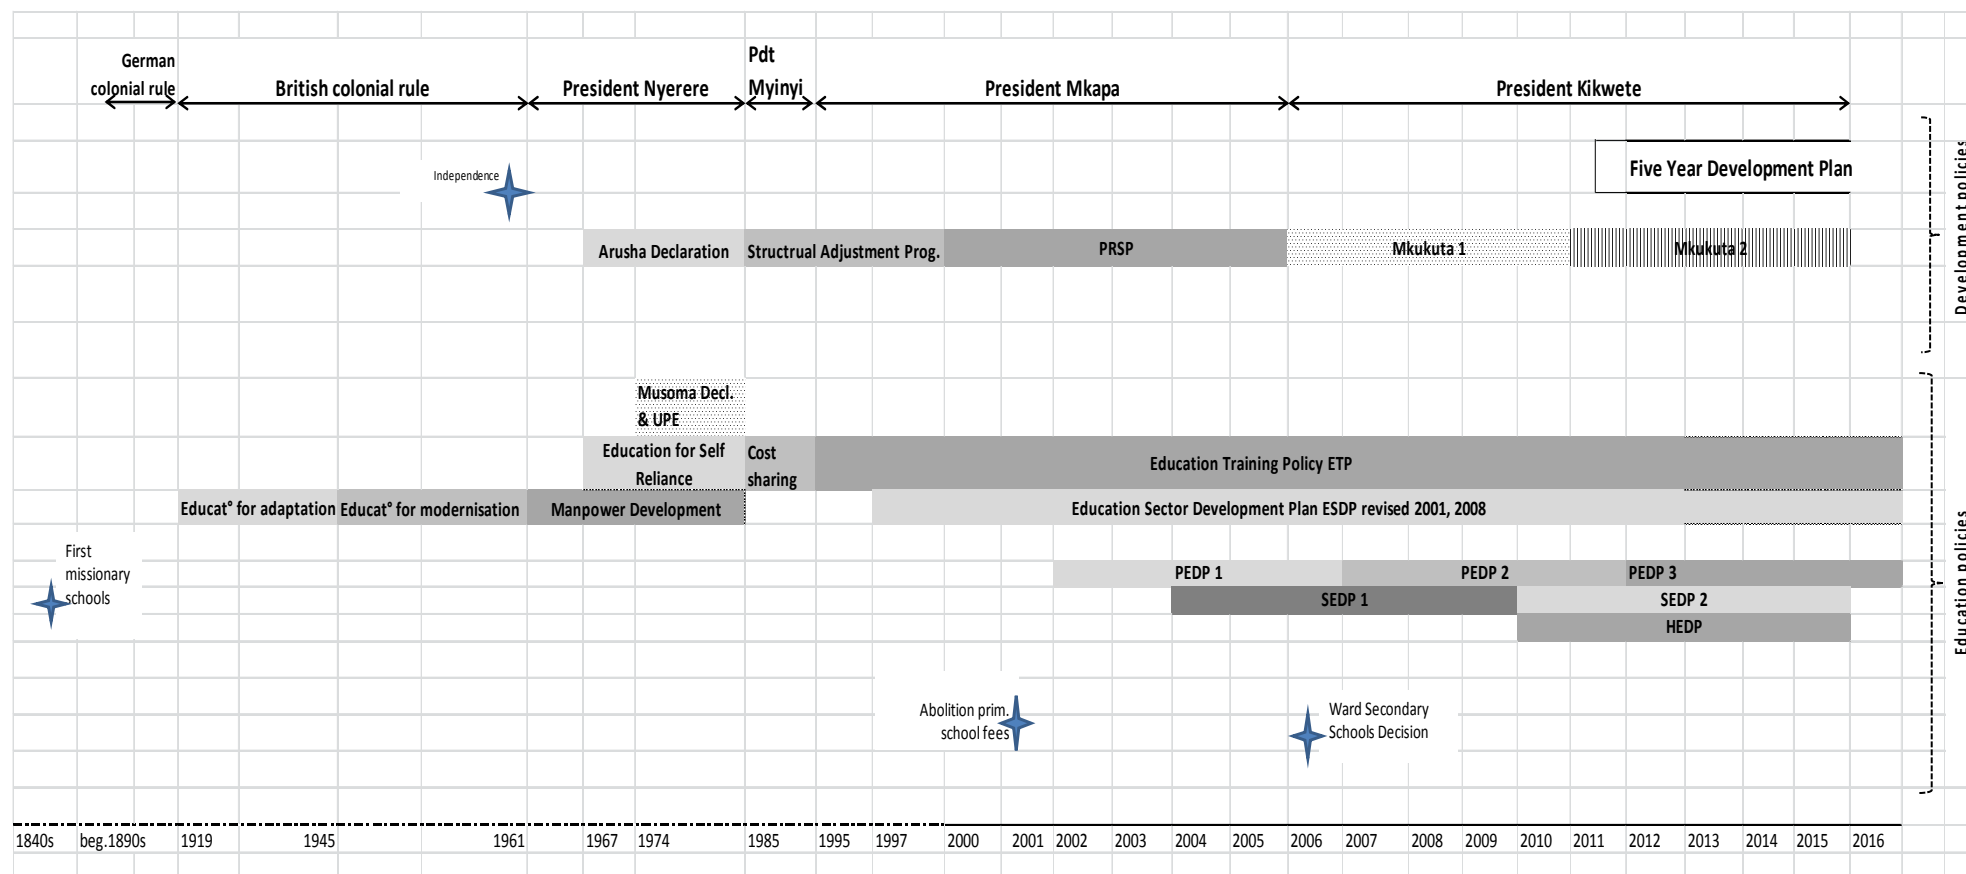 German
colonial rule
British colonial rule
President Nyerere
Pdt
Myinyi
President Mkapa
President Kikwete
Independence
Five Year Development Plan
Arusha Declaration
Structrual Adjustment Prog.
PRSP
Mkukuta 1
Mkukuta 2
Development policies
Musoma Decl.
& UPE
Education for Self
Reliance
Cost
sharing
Education Training Policy ETP
Educat° for adaptation
Educat° for modernisation
Manpower Development
Education Sector Development Plan ESDP revised 2001, 2008
First
missionary
schools
PEDP 1
PEDP 2
PEDP 3
SEDP 1
SEDP 2
HEDP
Education policies
Abolition prim.
school fees
Ward Secondary
Schools Decision
1840s beg.1890s 1919 1945 1961 1967 1974 1985 1995 1997 2000 2001 2002 2003 2004 2005 2006 2007 2008 2009 2010 2011 2012 2013 2014 2015 2016